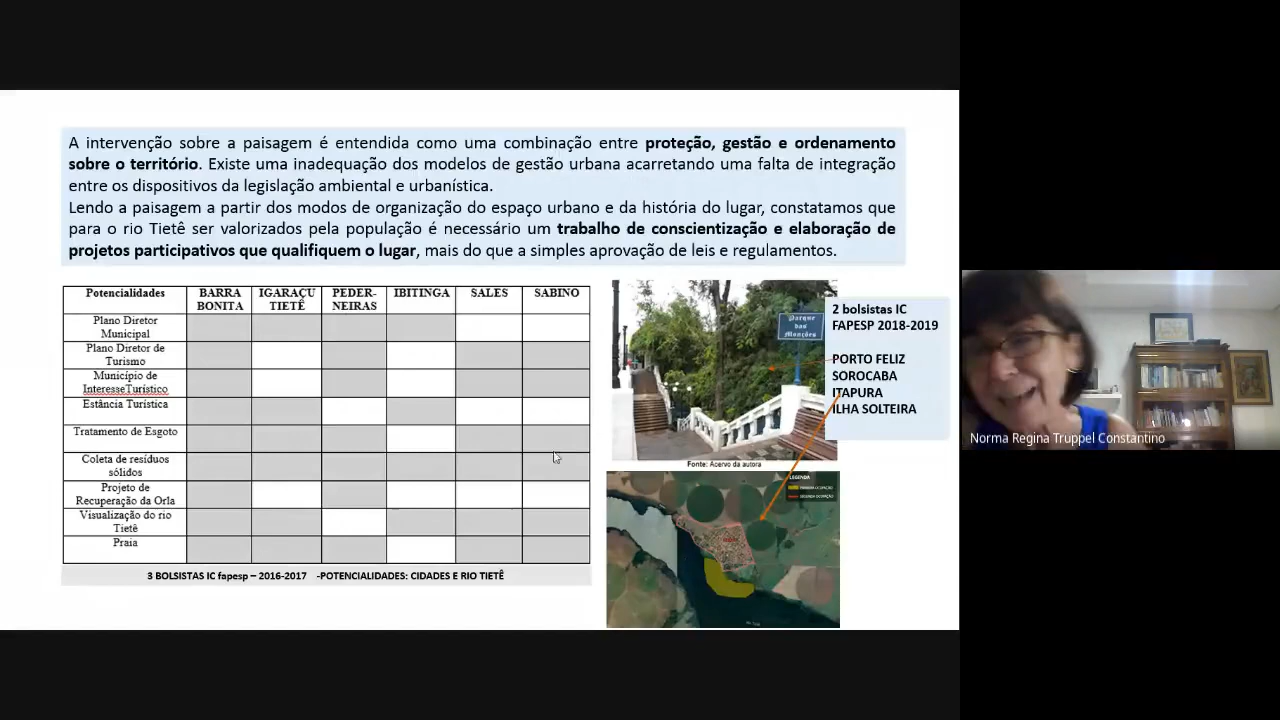 A intervenção sobre a paisagem é entendida como uma combinação entre proteção, gestão e ordenamento
sobre o território. Existe uma inadequação dos modelos de gestão urbana acarretando uma falta de integração
entre os dispositivos da legislação ambiental e urbanística.
Lendo a paisagem a partir dos modos de organização do espaço urbano e da história do lugar, constatamos que
para o rio Tietê ser valorizados pela população é necessário um trabalho de conscientização e elaboração de
projetos participativos que qualifiquem o lugar, mais do que a simples aprovação de leis e regulamentos.
Potencialidades
BARRA
BONITA
IGARAÇU
TIETÊ
PEDER-
NEIRAS
IBITINGA
SALES
SABINO
Plano Diretor
Municipal
Plano Diretor de
Turismo
Município de
InteresseTurístico
Estância Turística
Tratamento de Esgoto
Coleta de resíduos
sólidos
Projeto de
Recuperação da Orla
Visualização do rio
Tietê
Praia
3 BOLSISTAS IC fapesp – 2016-2017 -POTENCIALIDADES: CIDADES E RIO TIETÊ
Parque
das
Monções
Fonte: Acervo da autora
LEGENDA
2 bolsistas IC
FAPESP 2018-2019
PORTO FELIZ
SOROCABA
ITAPURA
ILHA SOLTEIRA
Norma Regina Truppel Constantino